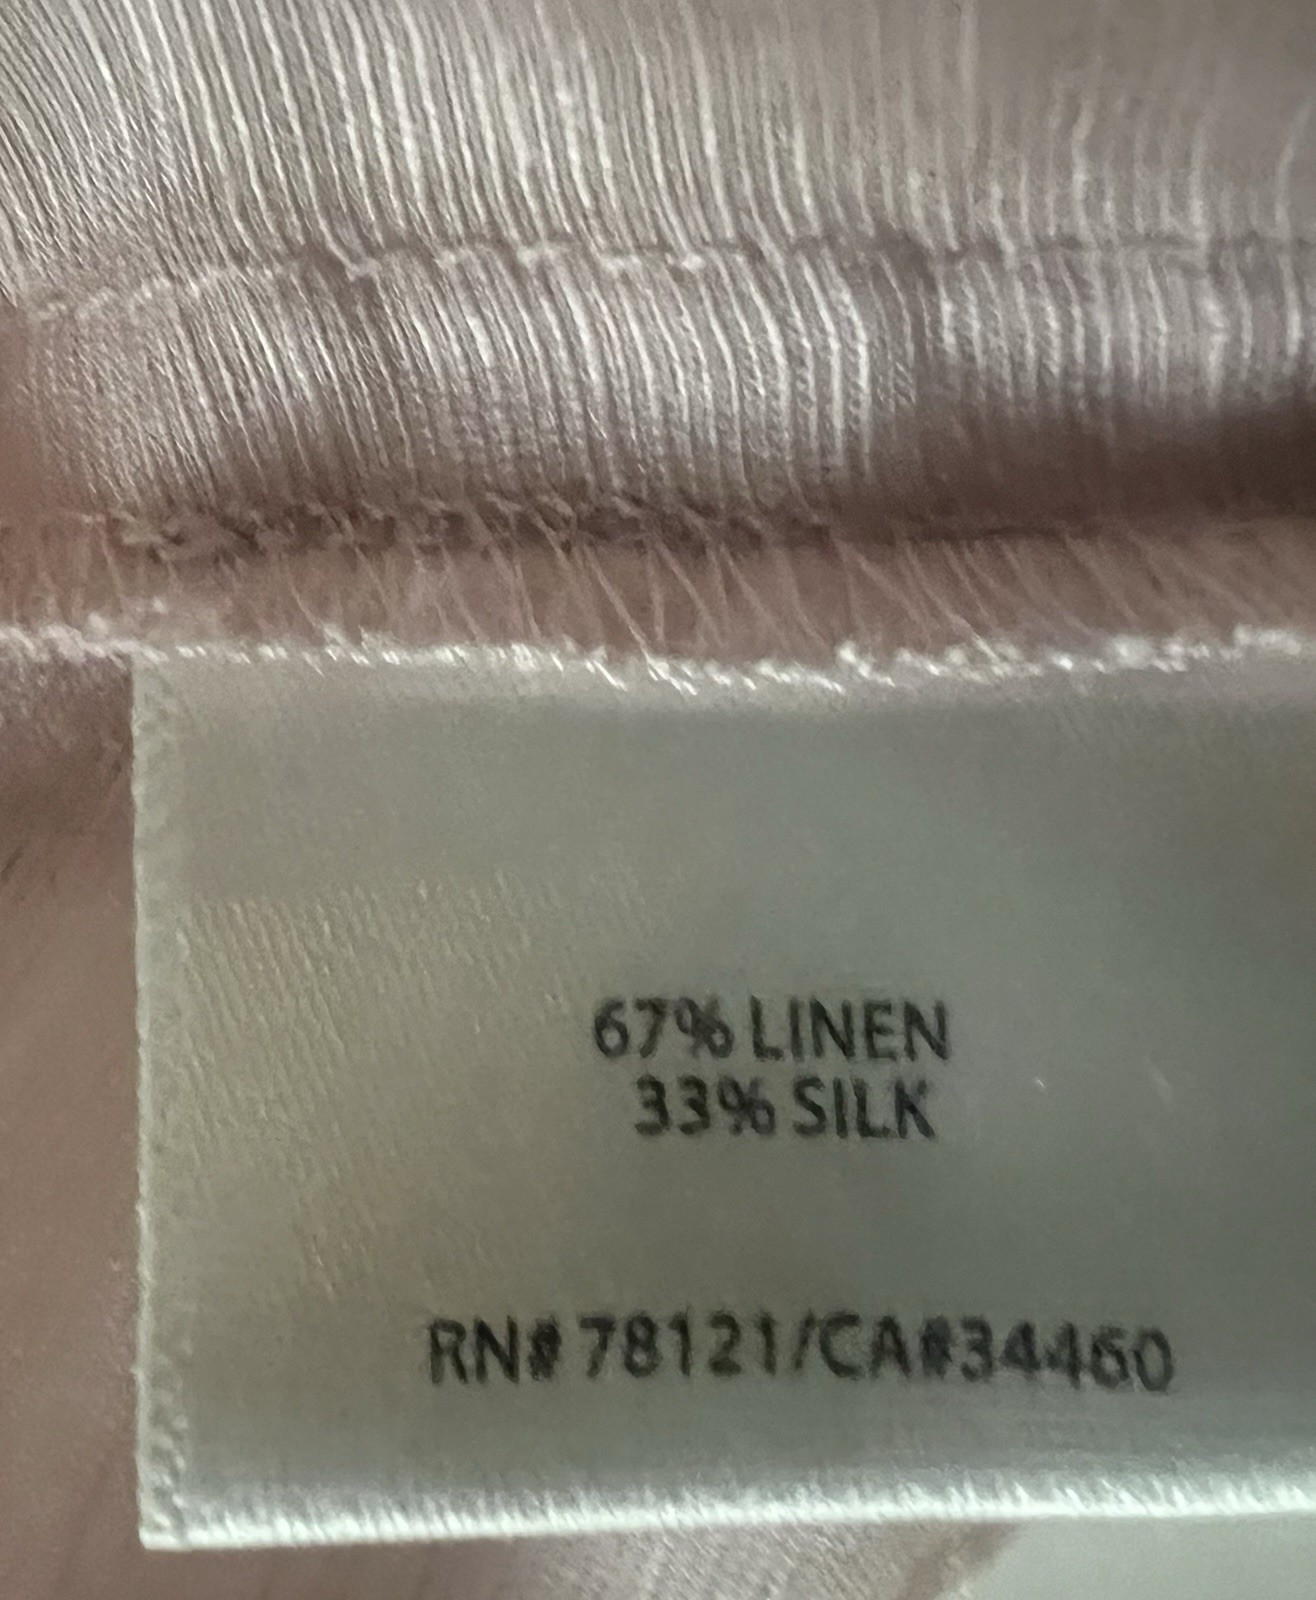 67% LINEN
33% SILK
RN# 78121/CA#34460